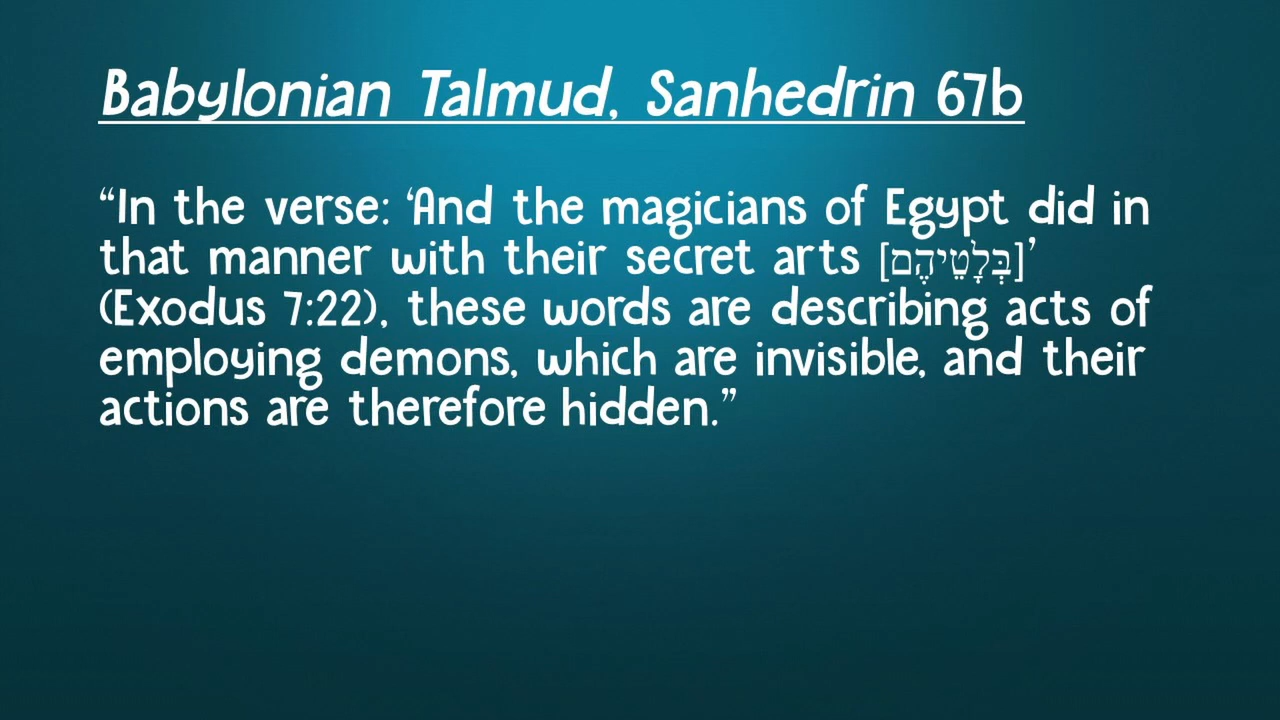 Babylonian Talmud, Sanhedrin 67b
“In the verse: ‘And the magicians of Egypt did in
that manner with their secret arts [בְּלָטֵיהֶם]’
(Exodus 7:22), these words are describing acts of
employing demons, which are invisible, and their
actions are therefore hidden.”